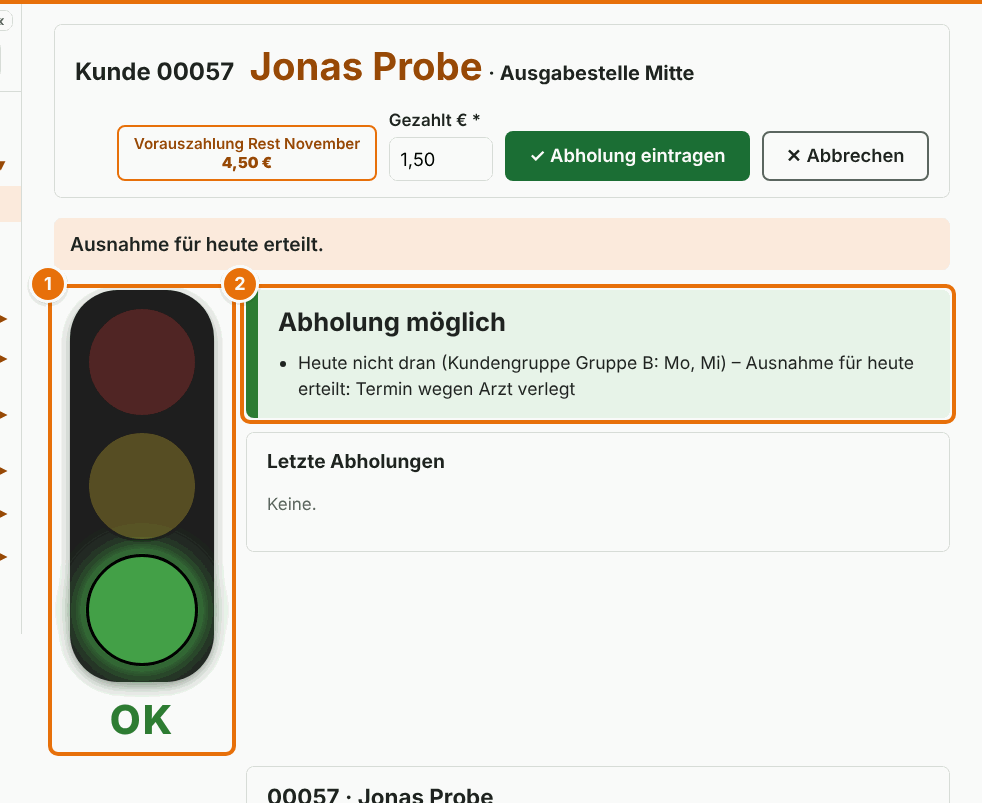 Kunde 00057 Jonas Probe · Ausgabestelle Mitte
Gezahlt € *
Vorauszahlung Rest November
4,50 €
1,50
✓ Abholung eintragen
✕ Abbrechen
Ausnahme für heute erteilt.
1
2
Abholung möglich
• Heute nicht dran (Kundengruppe Gruppe B: Mo, Mi) – Ausnahme für heute
erteilt: Termin wegen Arzt verlegt
Letzte Abholungen
Keine.
OK
00057 · Jonas Probe